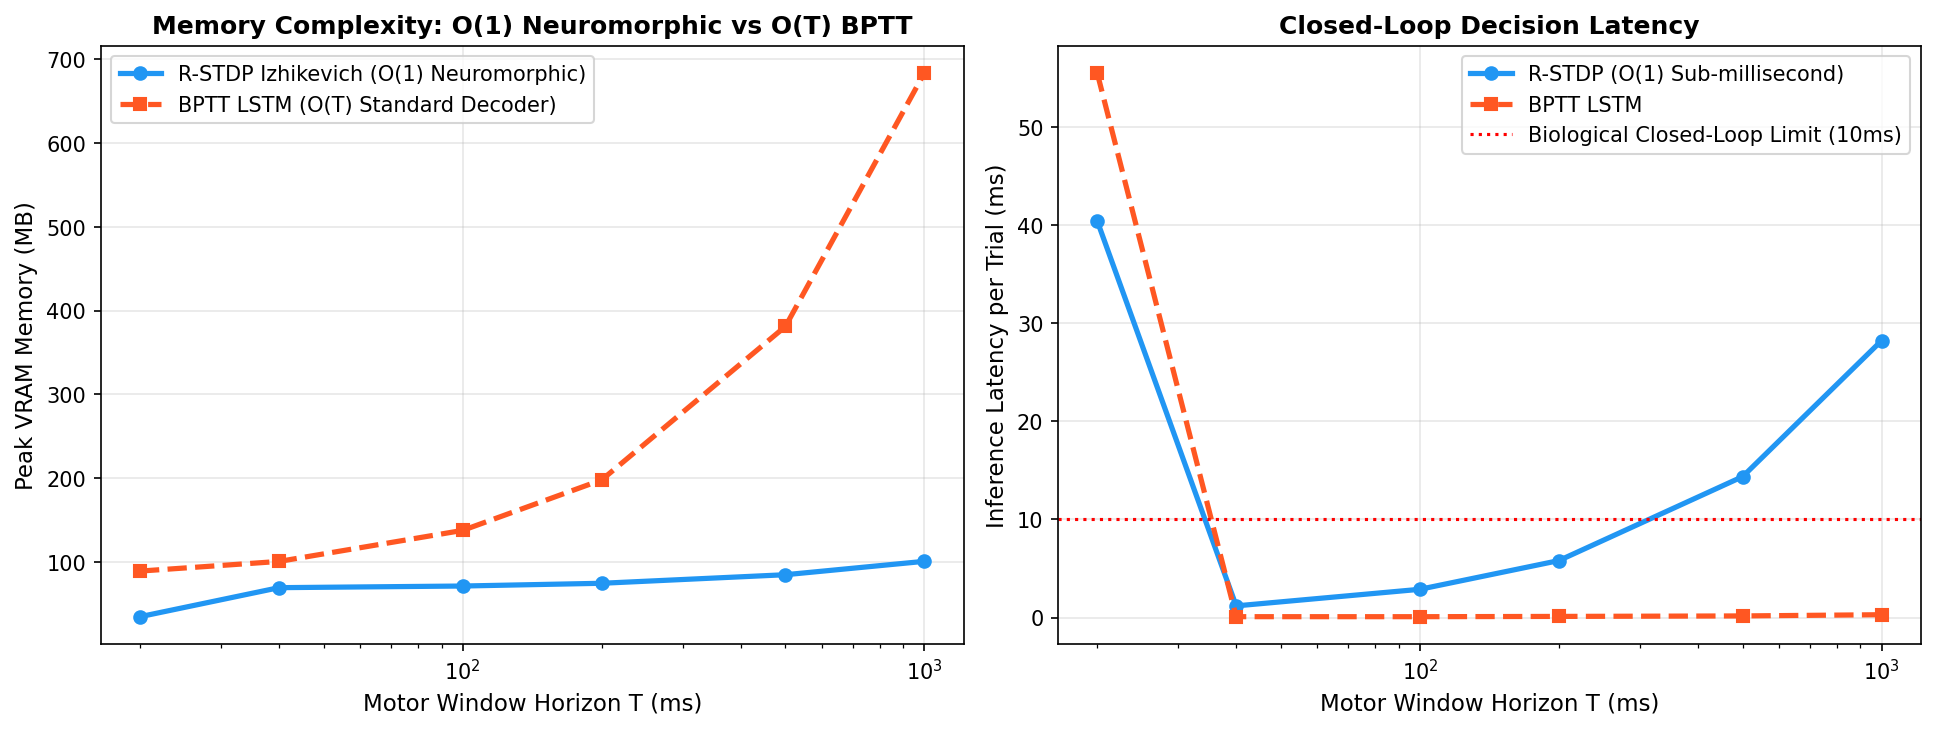 Memory Complexity: O(1) Neuromorphic vs O(T) BPTT
R-STDP Izhikevich (O(1) Neuromorphic)
BPTT LSTM (O(T) Standard Decoder)
Peak VRAM Memory (MB)
700
600
500
400
300
200
100
10²
10³
Motor Window Horizon T (ms)
Closed-Loop Decision Latency
R-STDP (O(1) Sub-millisecond)
BPTT LSTM
Biological Closed-Loop Limit (10ms)
Inference Latency per Trial (ms)
50
40
30
20
10
0
10²
10³
Motor Window Horizon T (ms)